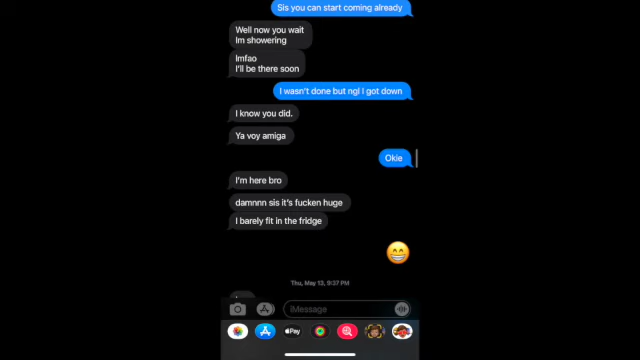 Sis you can start coming already
Well now you wait
Im showering
lmfao
I'll be there soon
I wasn't done but ngl I got down
I know you did.
Ya voy amiga
Okie
I'm here bro
damnnn sis it's fucken huge
I barely fit in the fridge
Thu, May 13, 9:37 PM
iMessage
Pay